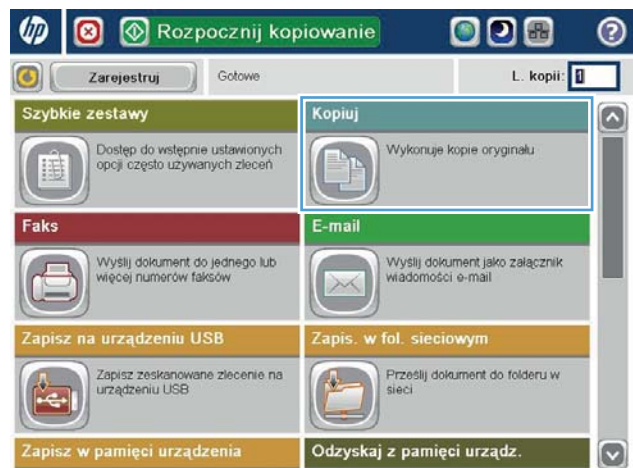 hp
Rozpocznij kopiowanie
?
Zarejestruj
Gotowe
L. kopii: 1
Szybkie zestawy
Dostęp do wstępnie ustawionych
opcji często używanych zleceń
Kopiuj
Wykonuje kopie oryginału
Faks
Wyślij dokument do jednego lub
więcej numerów faksów
E-mail
Wyślij dokument jako załącznik
wiadomości e-mail
Zapisz na urządzeniu USB
Zapisz zeskanowane zlecenie na
urządzeniu USB
Zapis. w fol. sieciowym
Prześlij dokument do folderu w
sieci
Zapisz w pamięci urządzenia
Odzyskaj z pamięci urządz.